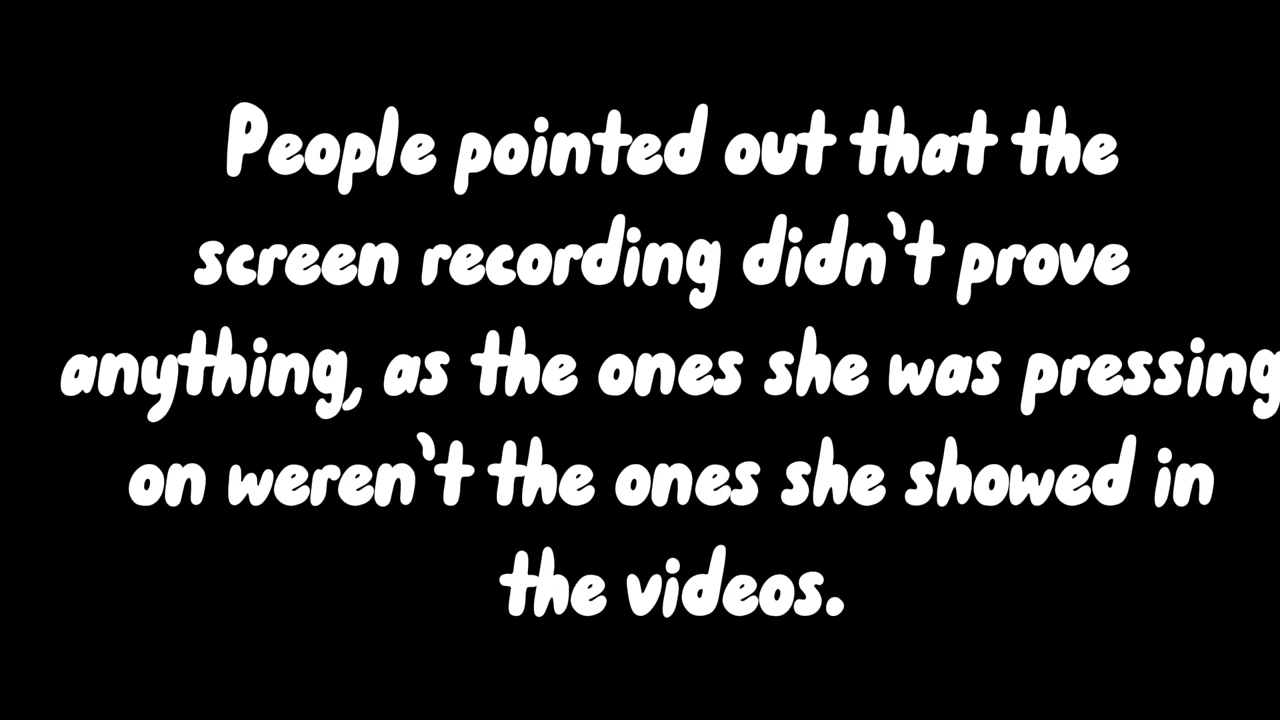 People pointed out that the
screen recording didn't prove
anything, as the ones she was pressing
on weren't the ones she showed in
the videos.